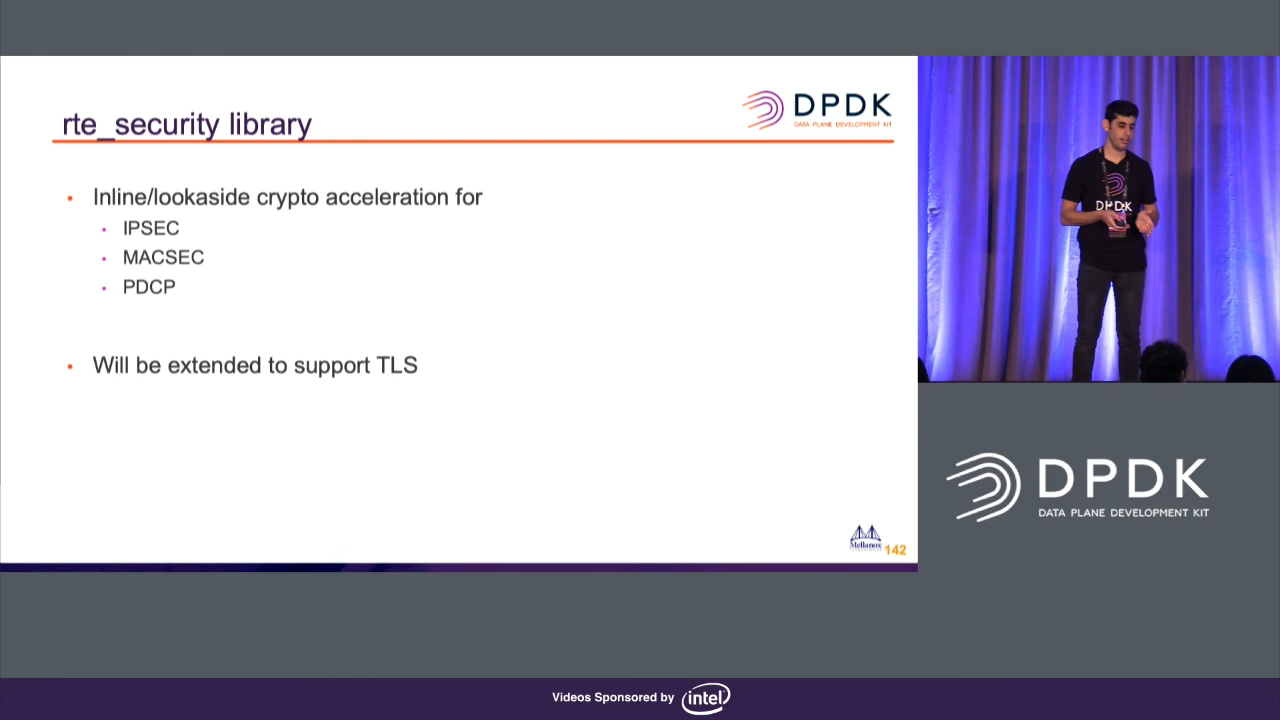 rte_security library
DPDK
DATA PLANE DEVELOPMENT KIT
• Inline/lookaside crypto acceleration for
• IPSEC
• MACSEC
• PDCP
• Will be extended to support TLS
Mellanox
142
DPDK
DPDK
DATA PLANE DEVELOPMENT KIT
Videos Sponsored by intel